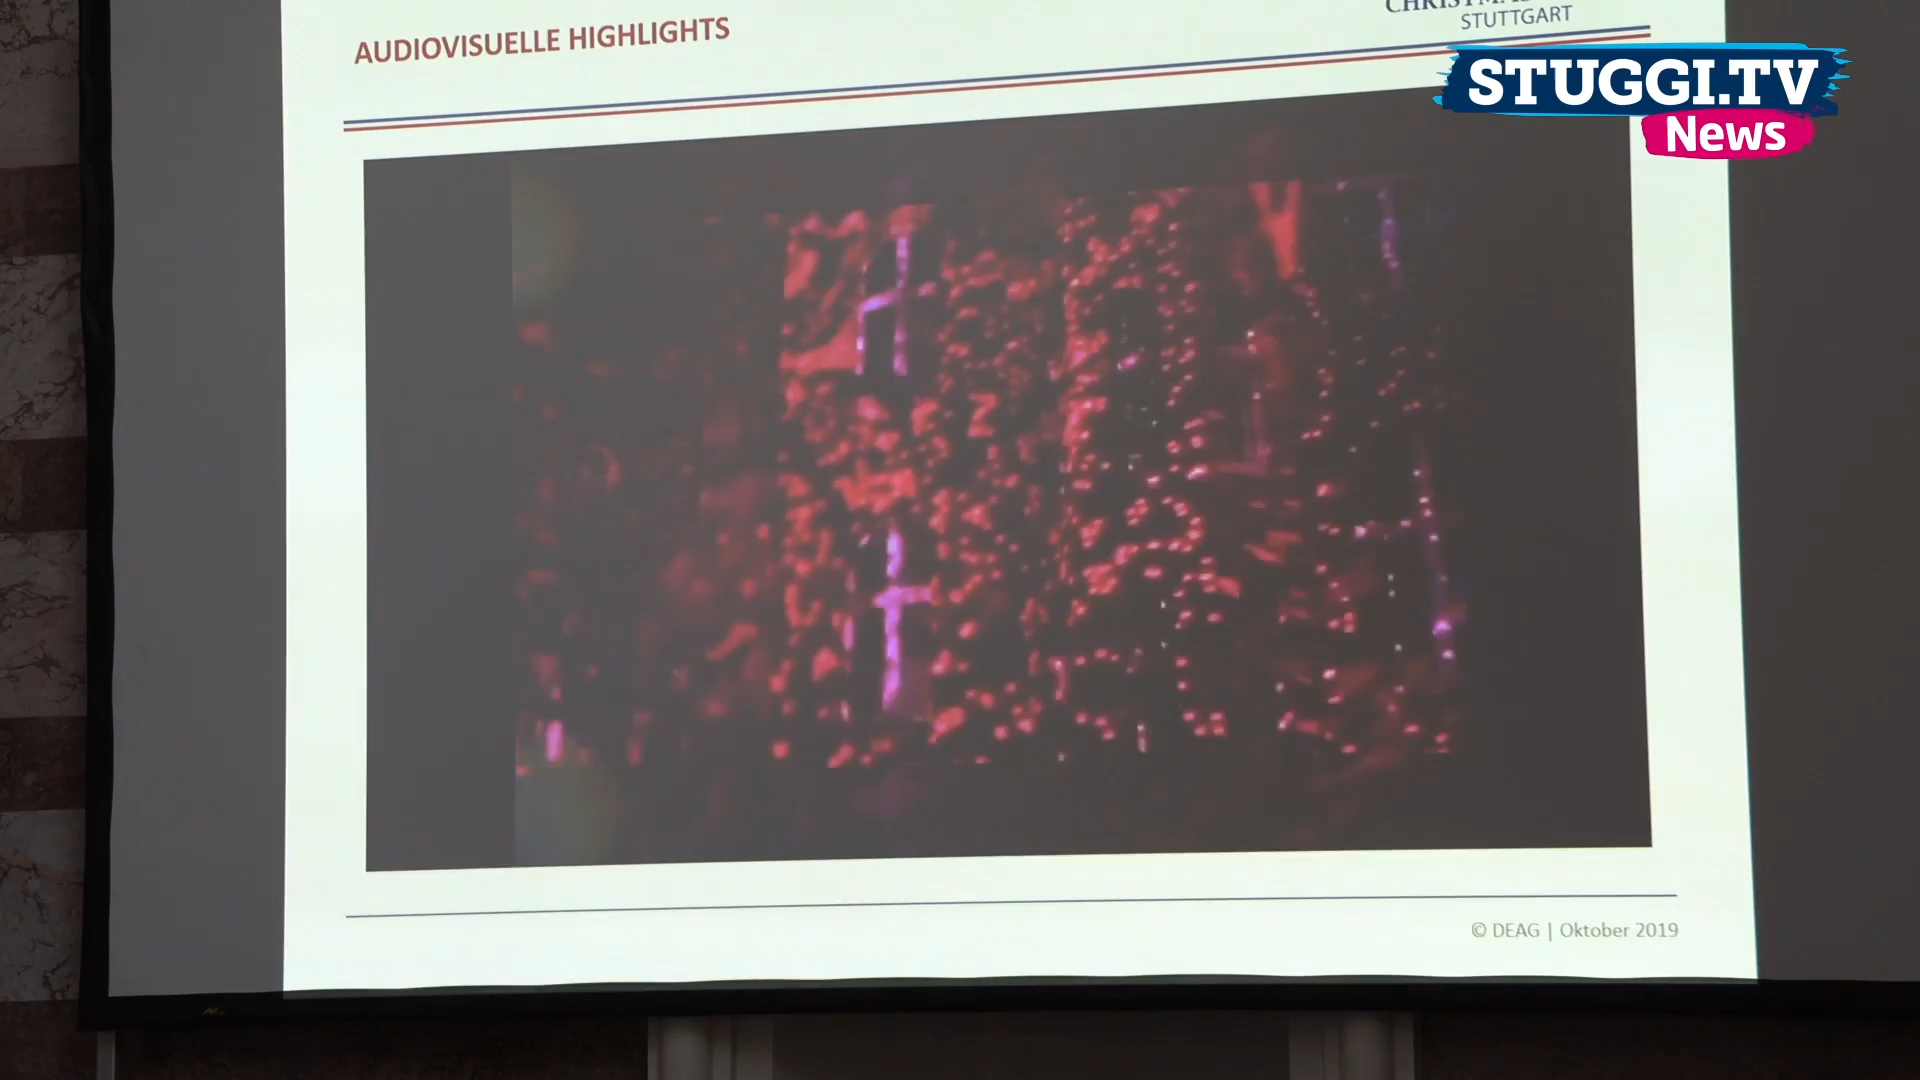 AUDIOVISUELLE HIGHLIGHTS
STUTTGART
STUGGI.TV
News
© DEAG | Oktober 2019